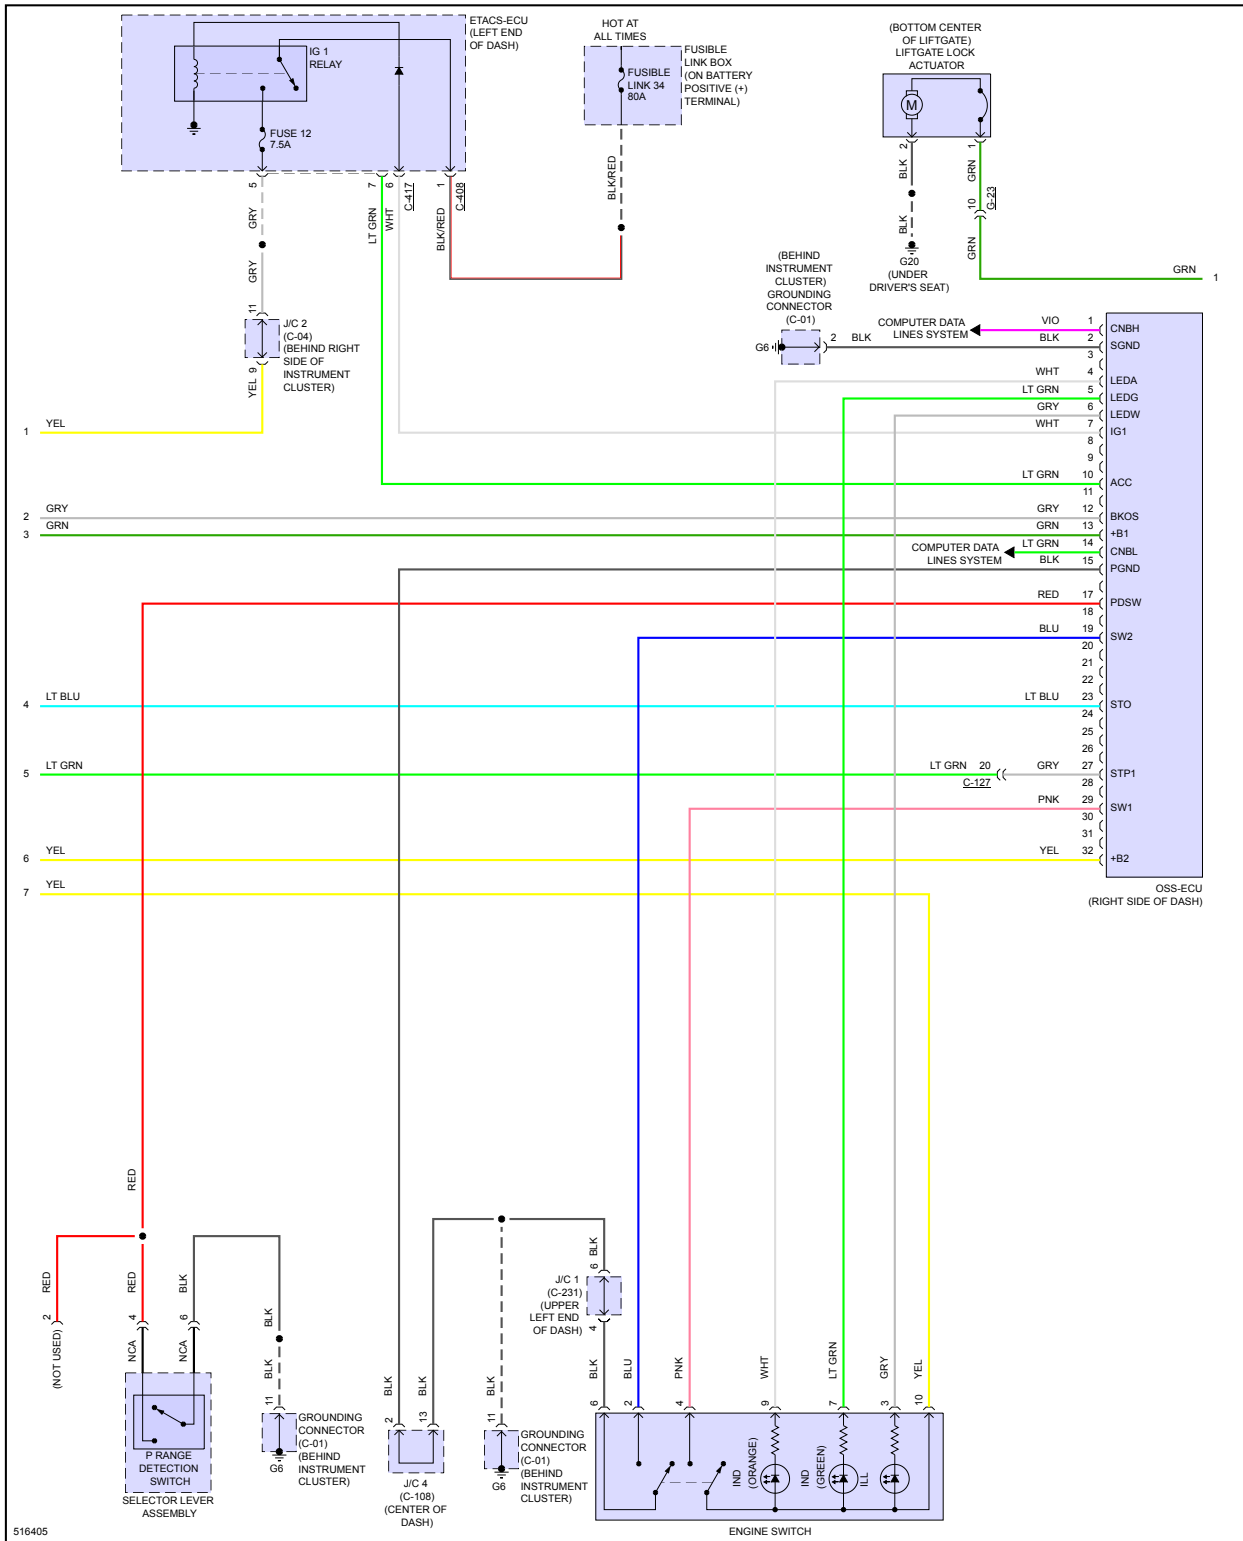 ETACS-ECU
(LEFT END
OF DASH)
IG 1
RELAY
FUSE 12
7.5A
5
7
6
C-417
1
C-408
GRY
LT GRN
WHT
BLK/RED
GRY
HOT AT
ALL TIMES
FUSIBLE
LINK 34
80A
FUSIBLE
LINK BOX
(ON BATTERY
POSITIVE (+)
TERMINAL)
BLK/RED
(BOTTOM CENTER
OF LIFTGATE)
LIFTGATE LOCK
ACTUATOR
M
2
1
BLK
GRN
10
G-23
BLK
GRN
G20
(UNDER
DRIVER'S SEAT)
GRN
1
11
J/C 2
(C-04)
(BEHIND RIGHT
SIDE OF
INSTRUMENT
CLUSTER)
9
YEL
(BEHIND
INSTRUMENT
CLUSTER)
GROUNDING
CONNECTOR
(C-01)
G6
2
BLK
COMPUTER DATA
LINES SYSTEM
VIO
1
CNBH
BLK
2
SGND
3
WHT
4
LEDA
LT GRN
5
LEDG
GRY
6
LEDW
WHT
7
IG1
8
9
LT GRN
10
ACC
11
GRY
12
BKOS
GRN
13
+B1
COMPUTER DATA
LINES SYSTEM
LT GRN
14
CNBL
BLK
15
PGND
RED
17
PDSW
18
BLU
19
SW2
20
21
22
LT BLU
23
STO
24
25
26
LT GRN
20
C-127
GRY
27
STP1
28
PNK
29
SW1
30
31
YEL
32
+B2
OSS-ECU
(RIGHT SIDE OF DASH)
1
YEL
2
GRY
3
GRN
4
LT BLU
5
LT GRN
6
YEL
7
YEL
RED
RED
2
(NOT USED)
RED
4
NCA
BLK
6
NCA
P RANGE
DETECTION
SWITCH
SELECTOR LEVER
ASSEMBLY
BLK
BLK
11
GROUNDING
CONNECTOR
(C-01)
(BEHIND
INSTRUMENT
CLUSTER)
G6
BLK
2
BLK
13
J/C 4
(C-108)
(CENTER OF
DASH)
BLK
11
GROUNDING
CONNECTOR
(C-01)
(BEHIND
INSTRUMENT
CLUSTER)
G6
BLK
6
J/C 1
(C-231)
(UPPER
LEFT END
OF DASH)
4
BLK
6
BLU
2
PNK
4
WHT
9
LT GRN
7
GRY
3
YEL
10
IND
(ORANGE)
IND
(GREEN)
ILL
ENGINE SWITCH
516405